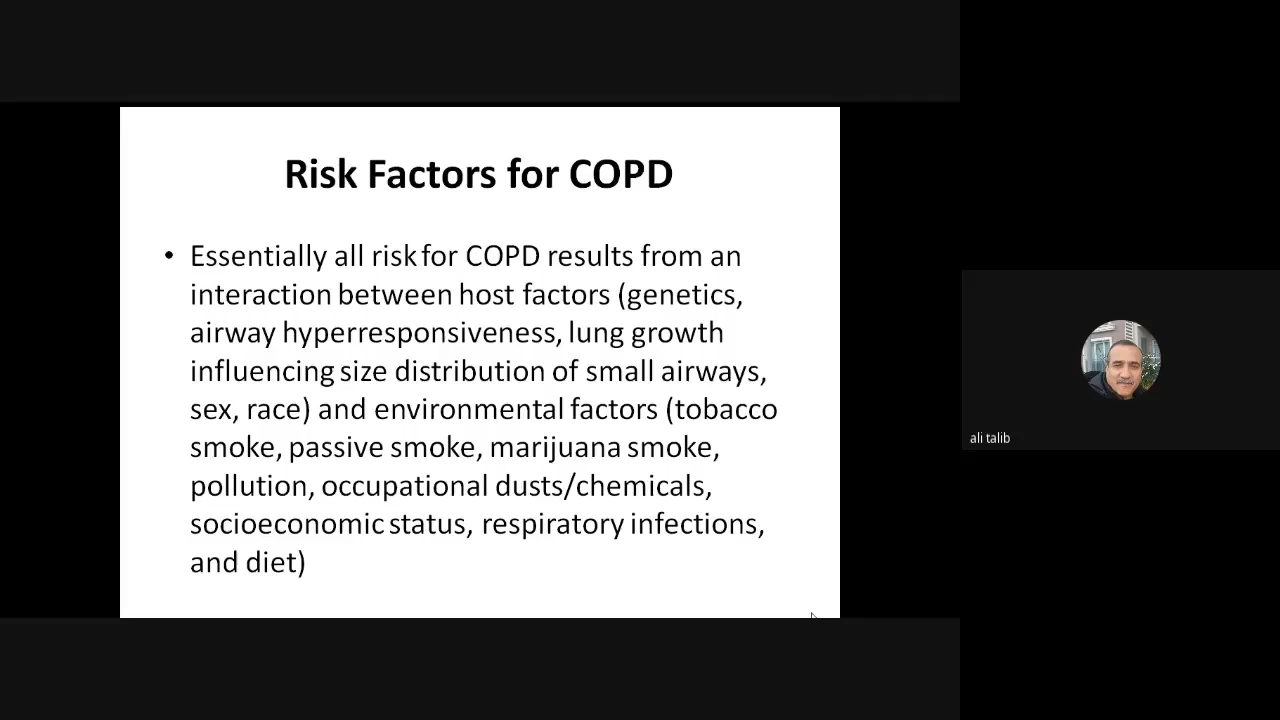 Risk Factors for COPD
• Essentially all risk for COPD results from an
interaction between host factors (genetics,
airway hyperresponsiveness, lung growth
influencing size distribution of small airways,
sex, race) and environmental factors (tobacco
smoke, passive smoke, marijuana smoke,
pollution, occupational dusts/chemicals,
socioeconomic status, respiratory infections,
and diet)
ali talib